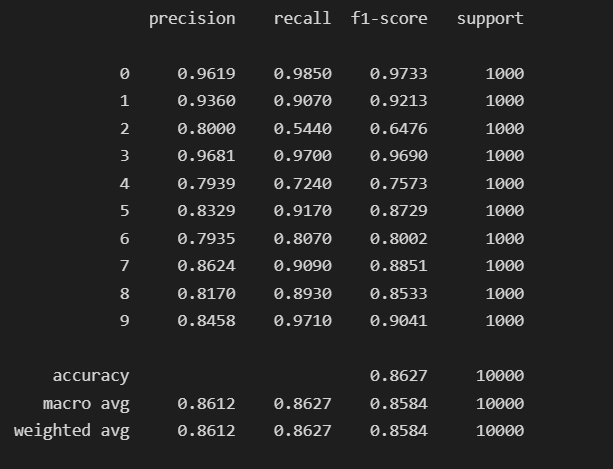 precision recall f1-score support
0 0.9619 0.9850 0.9733 1000
1 0.9360 0.9070 0.9213 1000
2 0.8000 0.5440 0.6476 1000
3 0.9681 0.9700 0.9690 1000
4 0.7939 0.7240 0.7573 1000
5 0.8329 0.9170 0.8729 1000
6 0.7935 0.8070 0.8002 1000
7 0.8624 0.9090 0.8851 1000
8 0.8170 0.8930 0.8533 1000
9 0.8458 0.9710 0.9041 1000
accuracy 0.8627 10000
macro avg 0.8612 0.8627 0.8584 10000
weighted avg 0.8612 0.8627 0.8584 10000